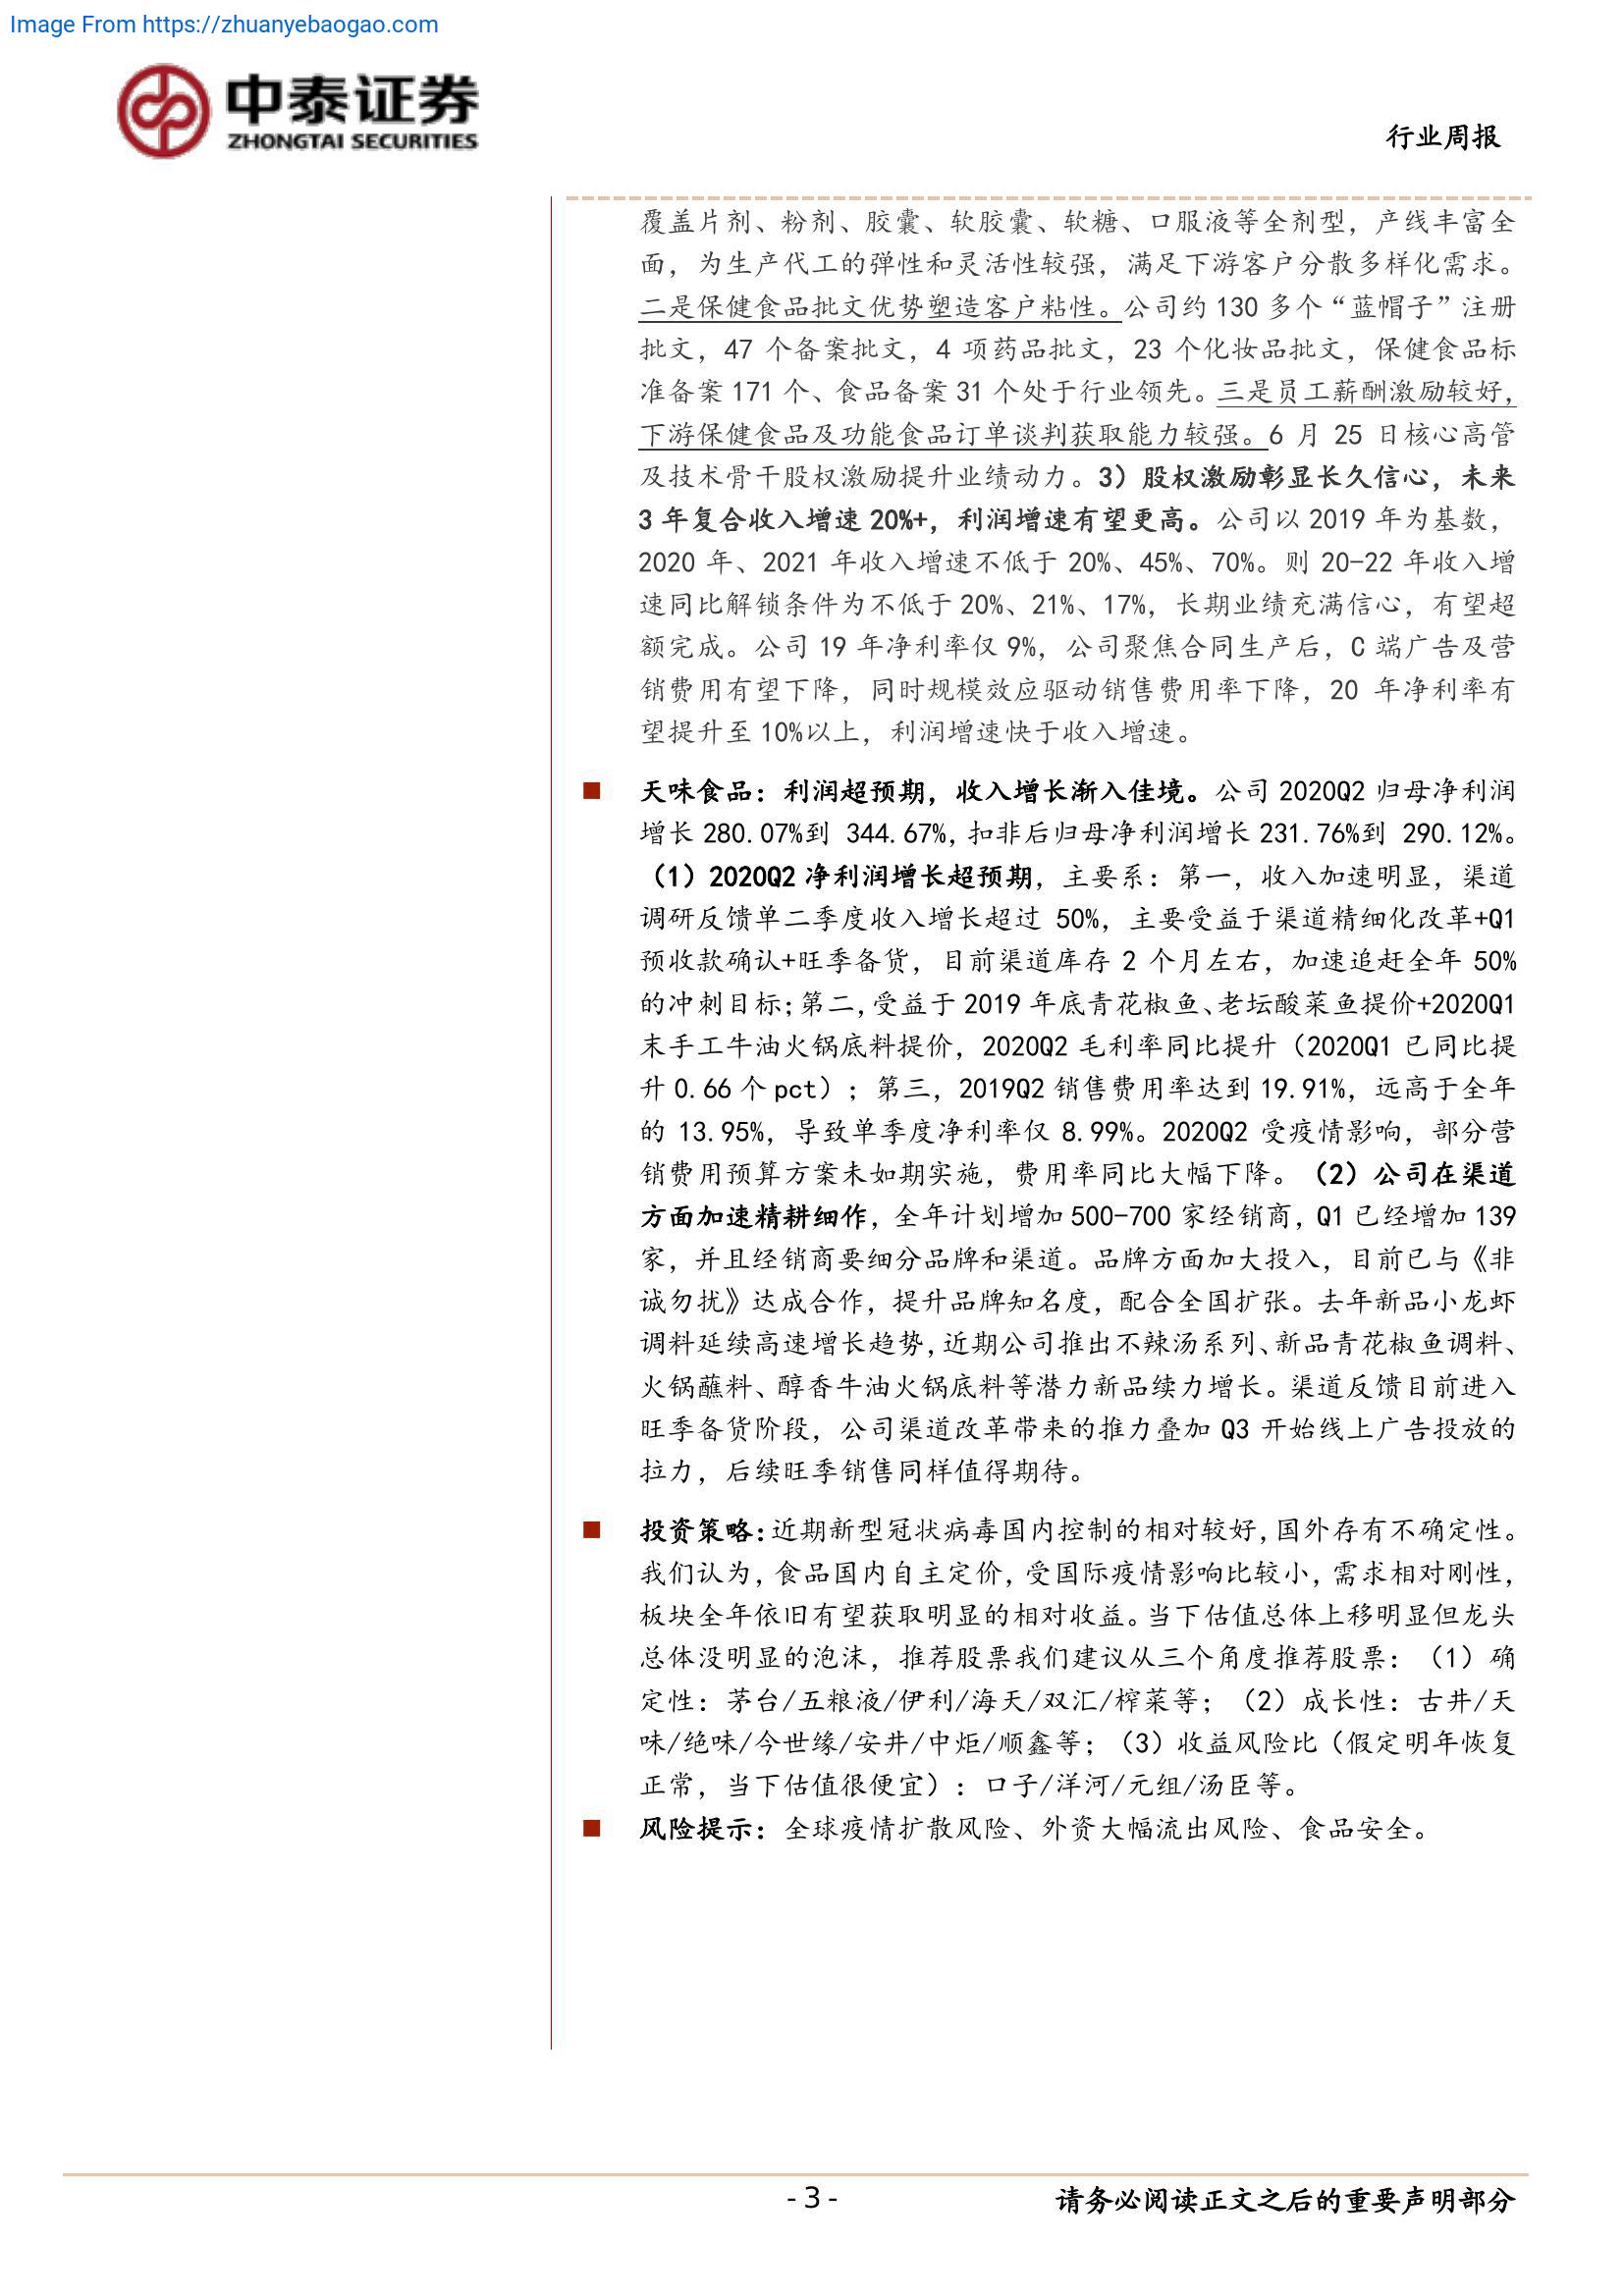 Image From https://zhuanyebaogao.com
中泰证券
ZHONGTAI SECURITIES
行业周报
覆盖片剂、粉剂、胶囊、软胶囊、软糖、口服液等全剂型，产线丰富全
面，为生产代工的弹性和灵活性较强，满足下游客户分散多样化需求。
二是保健食品批文优势塑造客户粘性。公司约 130 多个“蓝帽子”注册
批文，47 个备案批文，4 项药品批文，23 个化妆品批文，保健食品标
准备案 171 个、食品备案 31 个处于行业领先。三是员工薪酬激励较好，
下游保健食品及功能食品订单谈判获取能力较强。6 月 25 日核心高管
及技术骨干股权激励提升业绩动力。3）股权激励彰显长久信心，未来
3 年复合收入增速 20%+，利润增速有望更高。公司以 2019 年为基数，
2020 年、2021 年收入增速不低于 20%、45%、70%。则 20-22 年收入增
速同比解锁条件为不低于 20%、21%、17%，长期业绩充满信心，有望超
额完成。公司 19 年净利率仅 9%，公司聚焦合同生产后，C 端广告及营
销费用有望下降，同时规模效应驱动销售费用率下降，20 年净利率有
望提升至 10%以上，利润增速快于收入增速。
■ 天味食品：利润超预期，收入增长渐入佳境。公司 2020Q2 归母净利润
增长 280.07%到 344.67%，扣非后归母净利润增长 231.76%到 290.12%。
（1）2020Q2 净利润增长超预期，主要系：第一，收入加速明显，渠道
调研反馈单二季度收入增长超过 50%，主要受益于渠道精细化改革+Q1
预收款确认+旺季备货，目前渠道库存 2 个月左右，加速追赶全年 50%
的冲刺目标；第二，受益于 2019 年底青花椒鱼、老坛酸菜鱼提价+2020Q1
末手工牛油火锅底料提价，2020Q2 毛利率同比提升（2020Q1 已同比提
升 0.66 个 pct）；第三，2019Q2 销售费用率达到 19.91%，远高于全年
的 13.95%，导致单季度净利率仅 8.99%。2020Q2 受疫情影响，部分营
销费用预算方案未如期实施，费用率同比大幅下降。（2）公司在渠道
方面加速精耕细作，全年计划增加 500-700 家经销商，Q1 已经增加 139
家，并且经销商要细分品牌和渠道。品牌方面加大投入，目前已与《非
诚勿扰》达成合作，提升品牌知名度，配合全国扩张。去年新品小龙虾
调料延续高速增长趋势，近期公司推出不辣汤系列、新品青花椒鱼调料、
火锅蘸料、醇香牛油火锅底料等潜力新品续力增长。渠道反馈目前进入
旺季备货阶段，公司渠道改革带来的推力叠加 Q3 开始线上广告投放的
拉力，后续旺季销售同样值得期待。
■ 投资策略：近期新型冠状病毒国内控制的相对较好，国外存有不确定性。
我们认为，食品国内自主定价，受国际疫情影响比较小，需求相对刚性，
板块全年依旧有望获取明显的相对收益。当下估值总体上移明显但龙头
总体没明显的泡沫，推荐股票我们建议从三个角度推荐股票：（1）确
定性：茅台/五粮液/伊利/海天/双汇/榨菜等；（2）成长性：古井/天
味/绝味/今世缘/安井/中炬/顺鑫等；（3）收益风险比（假定明年恢复
正常，当下估值很便宜）：口子/洋河/元组/汤臣等。
■ 风险提示：全球疫情扩散风险、外资大幅流出风险、食品安全。
- 3 -
请务必阅读正文之后的重要声明部分